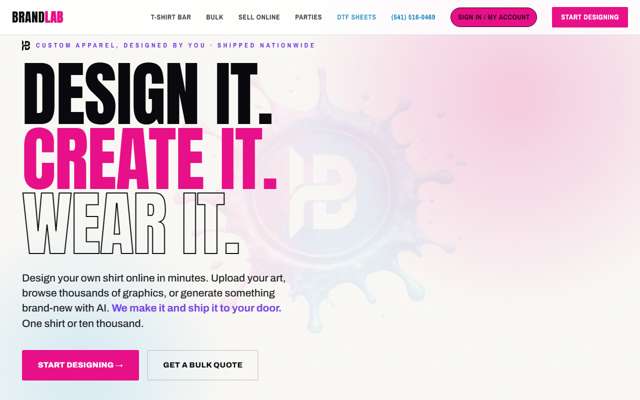 BRANDLAB
T-SHIRT BAR
BULK
SELL ONLINE
PARTIES
DTF SHEETS
(541) 516-0469
SIGN IN / MY ACCOUNT
START DESIGNING
CUSTOM APPAREL, DESIGNED BY YOU · SHIPPED NATIONWIDE
DESIGN IT.
CREATE IT.
WEAR IT.
Design your own shirt online in minutes. Upload your art,
browse thousands of graphics, or generate something
brand-new with AI. We make it and ship it to your door.
One shirt or ten thousand.
START DESIGNING →
GET A BULK QUOTE